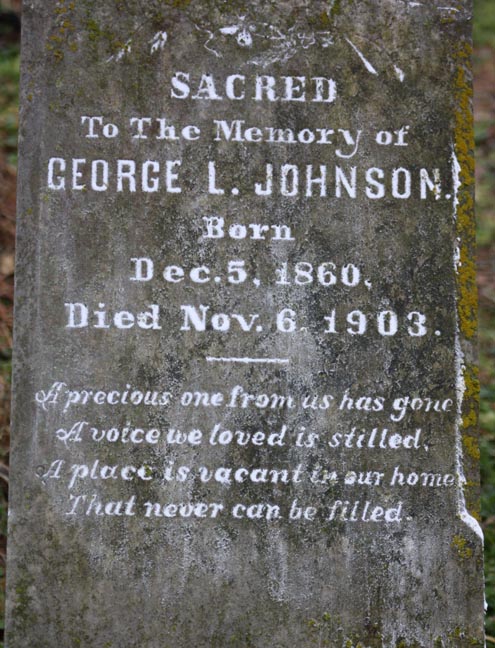 SACRED
To The Memory of
GEORGE L. JOHNSON.
Born
Dec. 5, 1860,
Died Nov. 6, 1903.
A precious one from us has gone
A voice we loved is stilled,
A place is vacant in our home
That never can be filled.